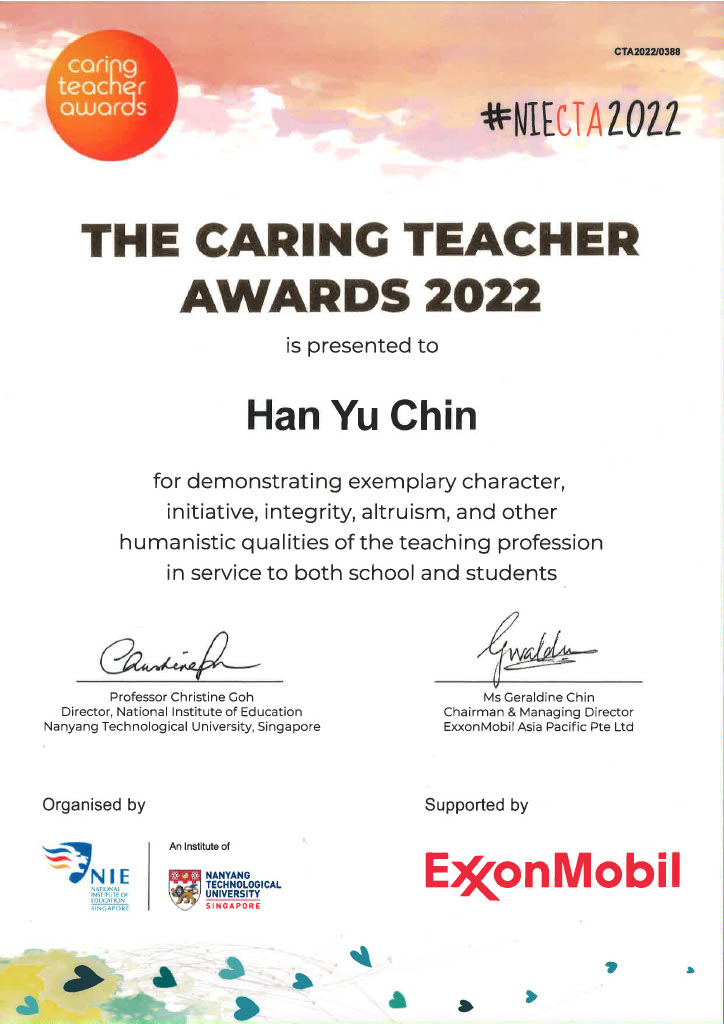 CTA2022/0388
caring
teacher
awards
#NIECTA2022
THE CARING TEACHER
AWARDS 2022
is presented to
Han Yu Chin
for demonstrating exemplary character,
initiative, integrity, altruism, and other
humanistic qualities of the teaching profession
in service to both school and students
Professor Christine Goh
Director, National Institute of Education
Nanyang Technological University, Singapore
Ms Geraldine Chin
Chairman & Managing Director
ExxonMobil Asia Pacific Pte Ltd
Organised by
Supported by
NIE
NATIONAL
INSTITUTE OF
EDUCATION
SINGAPORE
An Institute of
NANYANG
TECHNOLOGICAL
UNIVERSITY
SINGAPORE
ExxonMobil